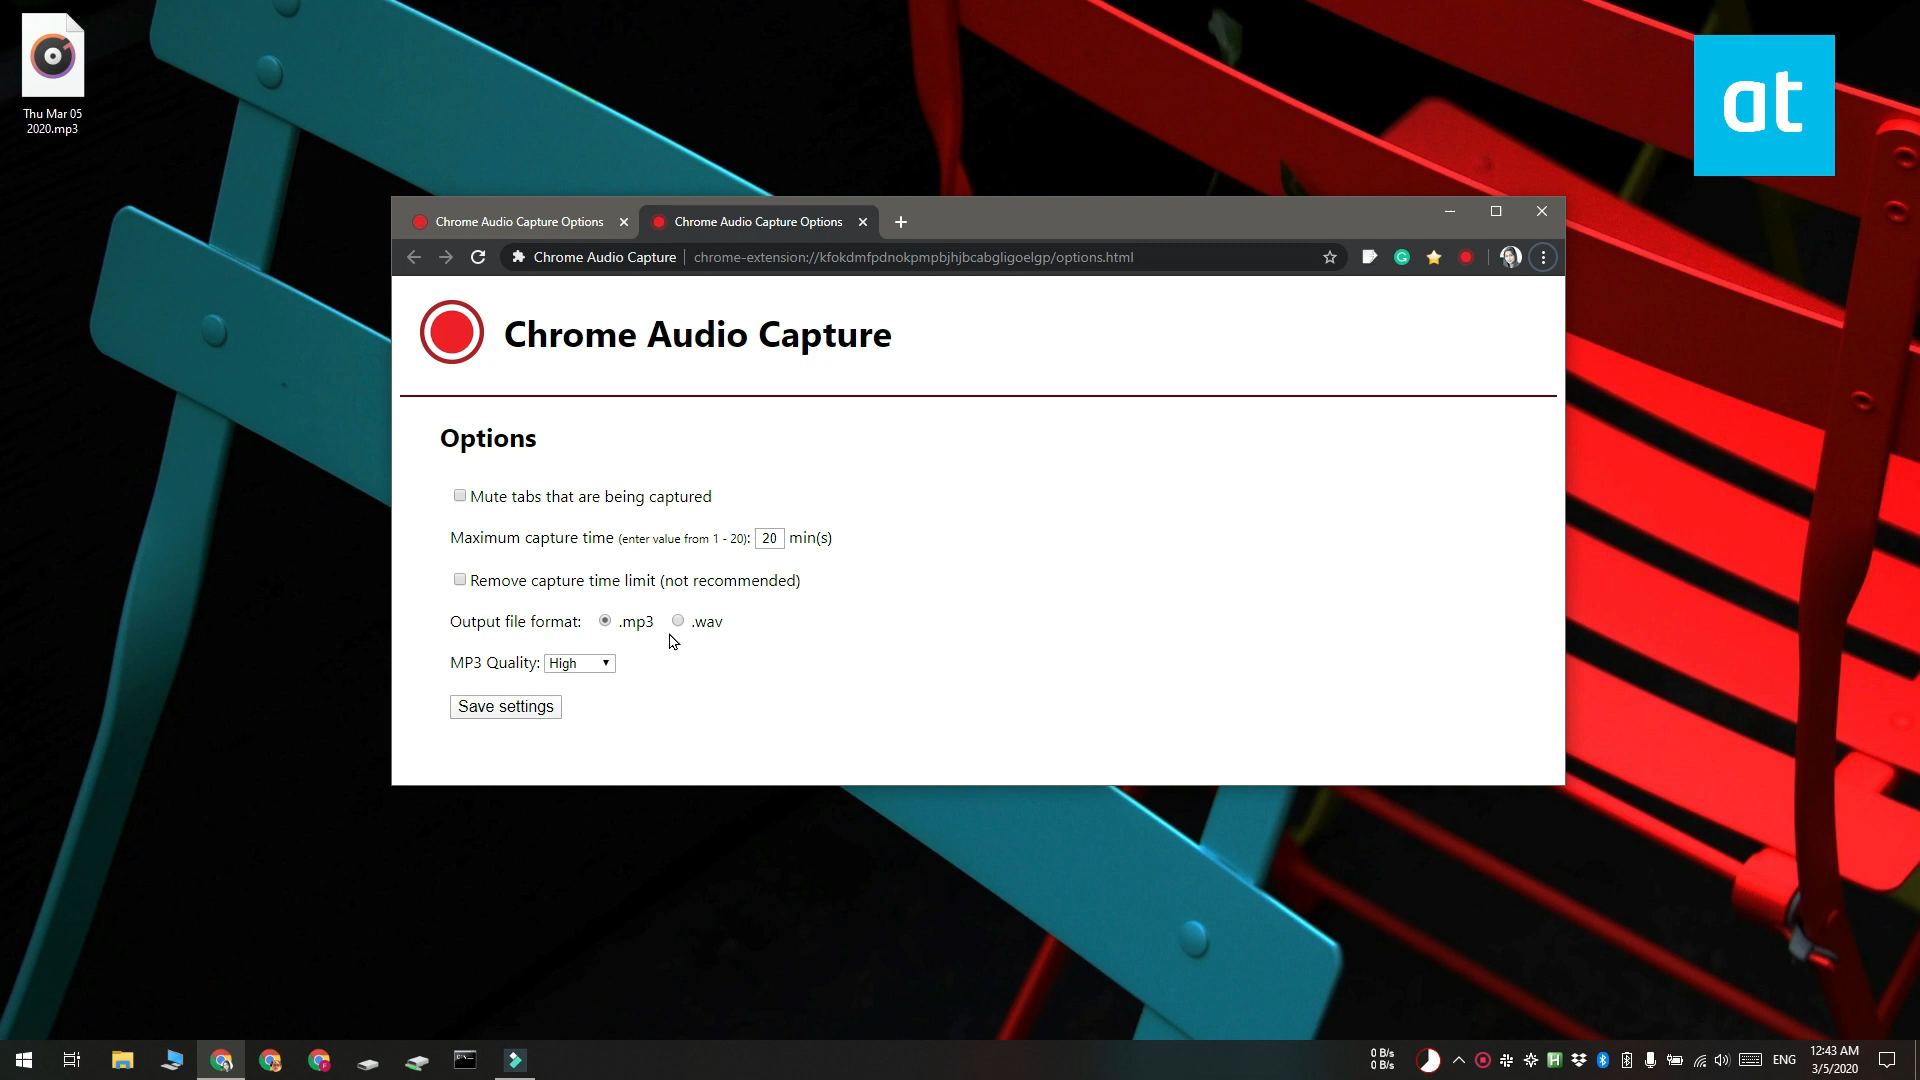 Thu Mar 05
2020.mp3
at
Chrome Audio Capture Options
Chrome Audio Capture Options
Chrome Audio Capture
chrome-extension://kfokdmfpdnokpmpbjhjbcabgligoelgp/options.html
Chrome Audio Capture
Options
Mute tabs that are being captured
Maximum capture time (enter value from 1 - 20): 20 min(s)
Remove capture time limit (not recommended)
Output file format: .mp3 .wav
MP3 Quality: High
Save settings
0 B/s
0 B/s
ENG
12:43 AM
3/5/2020